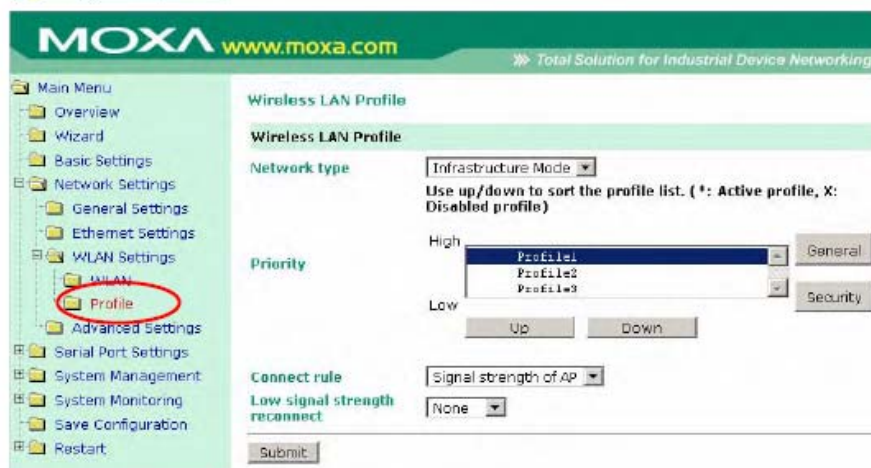 MOXA www.moxa.com
Total Solution for Industrial Device Networking
Main Menu
Overview
Wizard
Basic Settings
Network Settings
General Settings
Ethernet Settings
WLAN Settings
WLAN
Profile
Advanced Settings
Serial Port Settings
System Management
System Monitoring
Save Configuration
Restart
Wireless LAN Profile
Wireless LAN Profile
Network type
Infrastructure Mode
Use up/down to sort the profile list. (*: Active profile, X:
Disabled profile)
Priority
High
Profile1
Profile2
Profile3
Low
General
Security
Up Down
Connect rule
Signal strength of AP
Low signal strength
reconnect
None
Submit